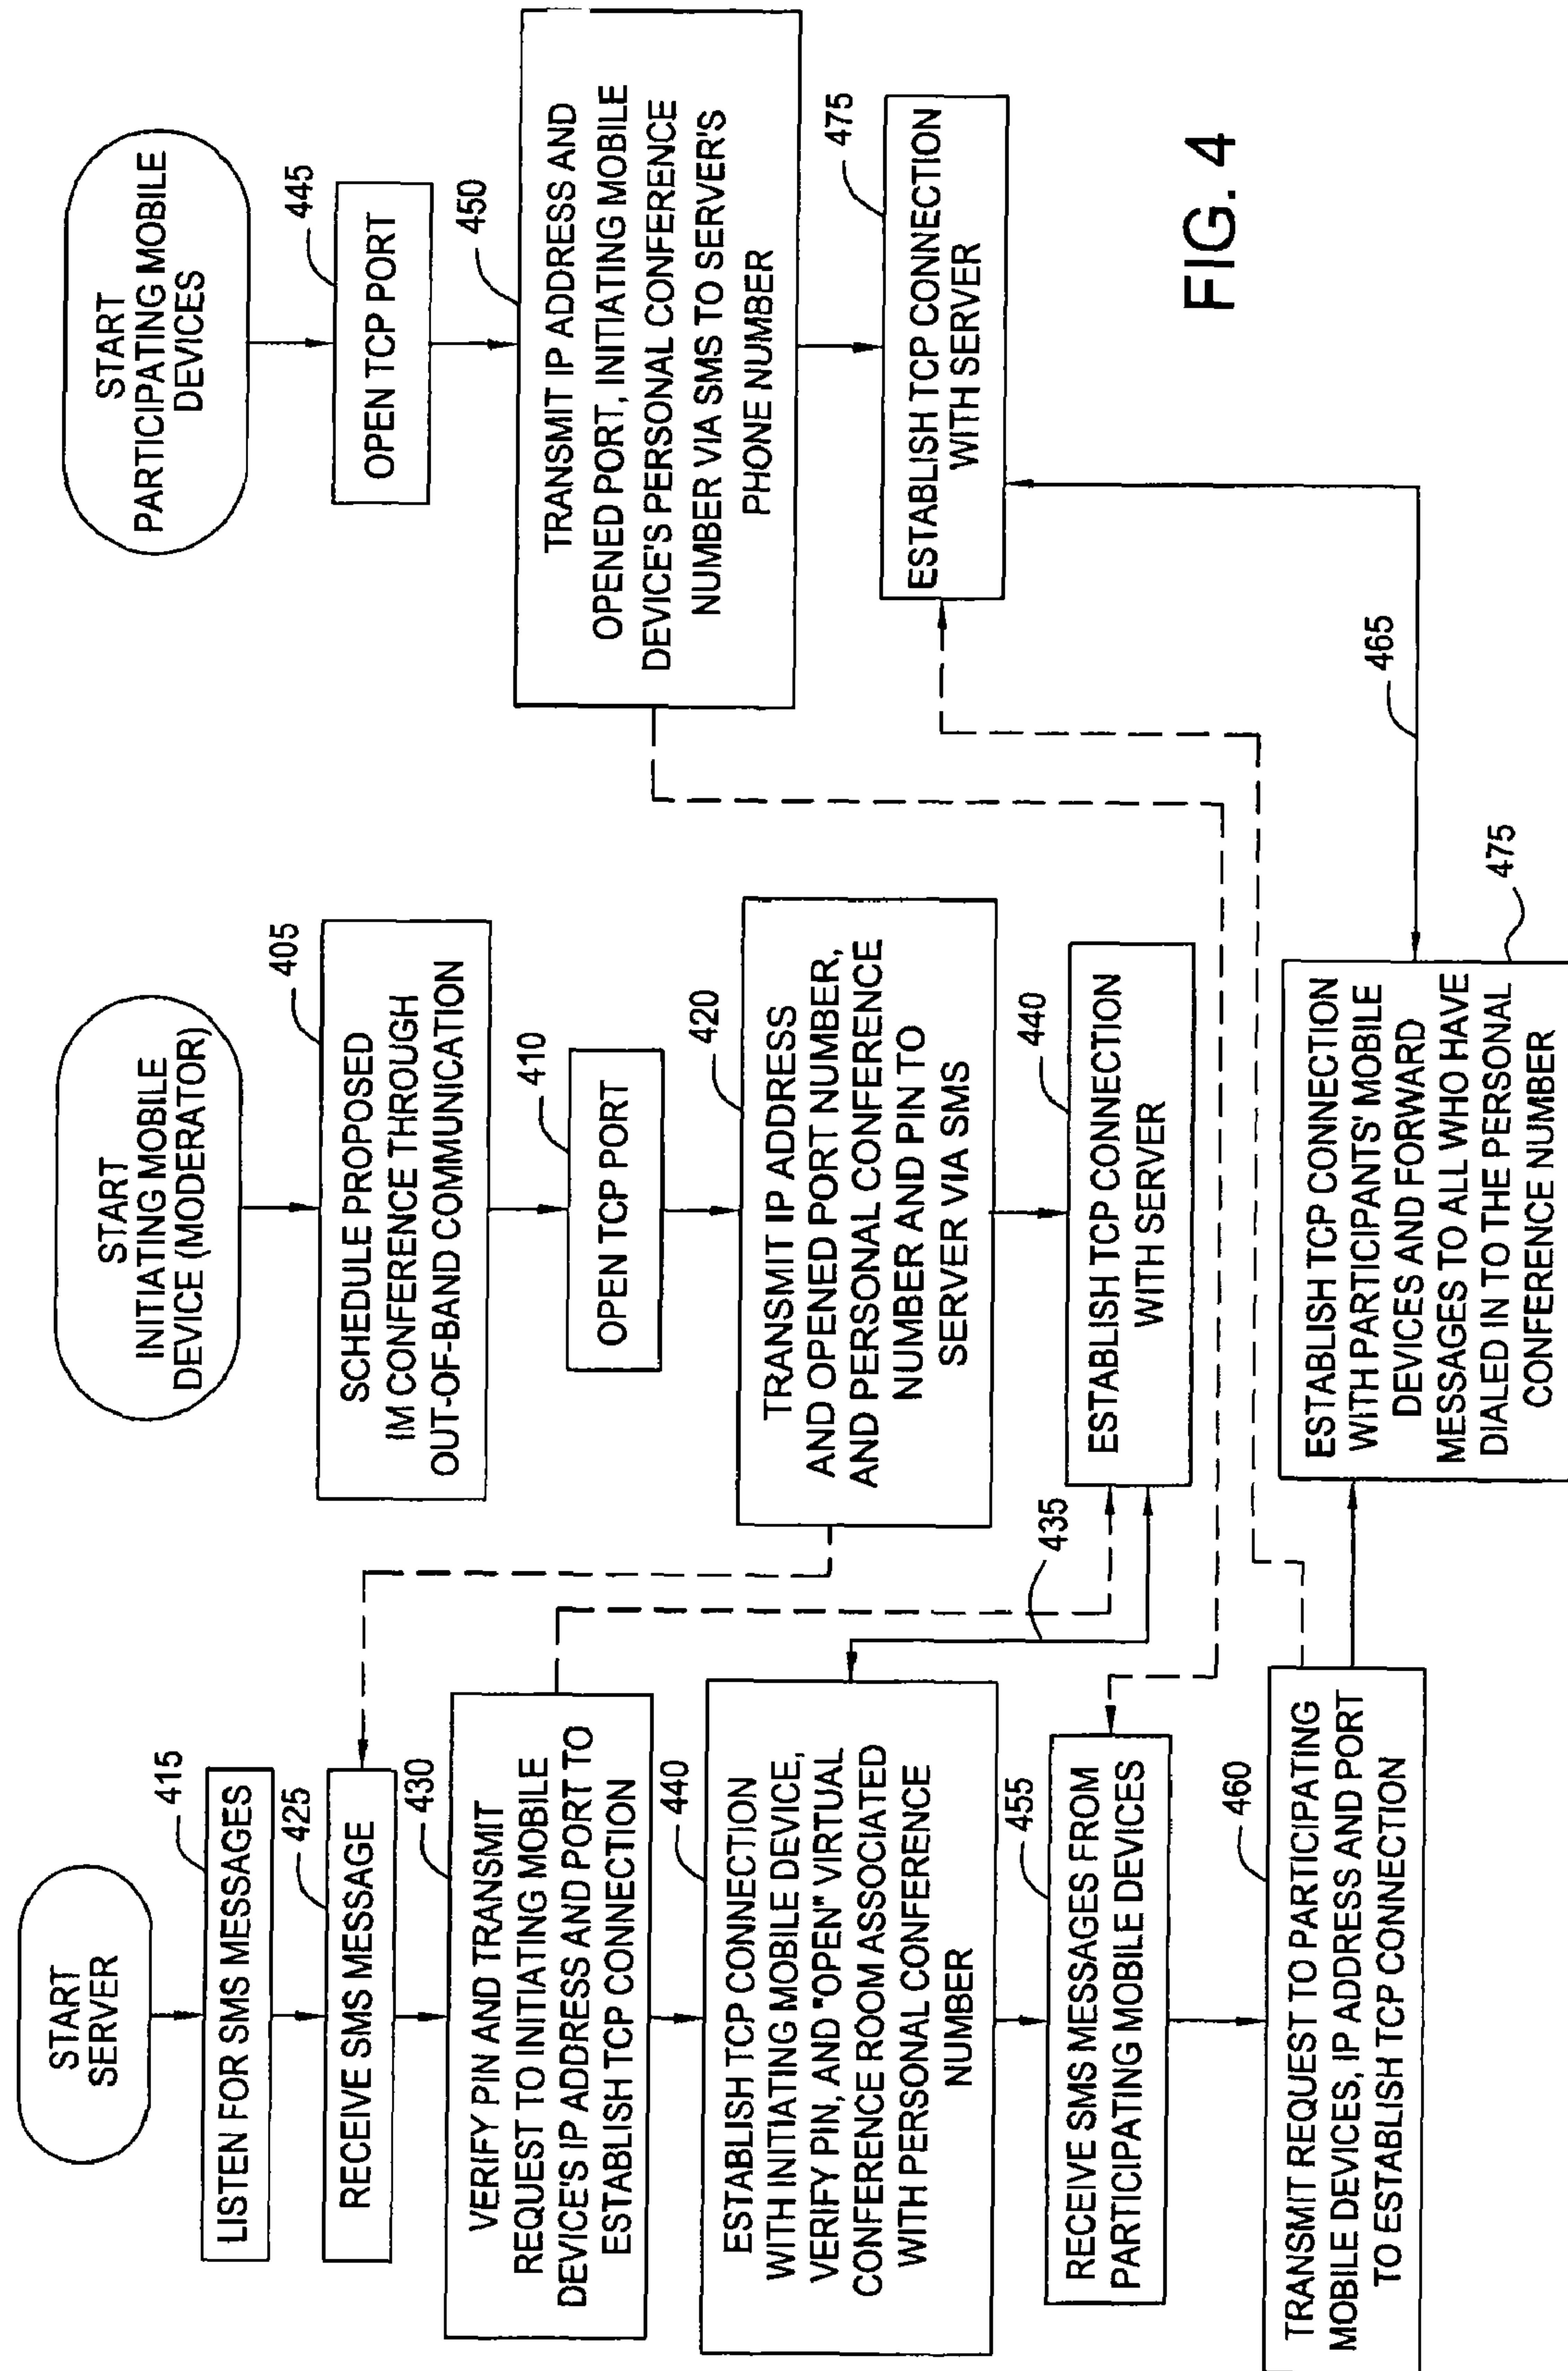 START
SERVER
415
LISTEN FOR SMS MESSAGES
425
RECEIVE SMS MESSAGE
430
VERIFY PIN AND TRANSMIT
REQUEST TO INITIATING MOBILE
DEVICE'S IP ADDRESS AND PORT TO
ESTABLISH TCP CONNECTION
440
ESTABLISH TCP CONNECTION
WITH INITIATING MOBILE DEVICE,
VERIFY PIN, AND "OPEN" VIRTUAL
CONFERENCE ROOM ASSOCIATED
WITH PERSONAL CONFERENCE
NUMBER
455
RECEIVE SMS MESSAGES FROM
PARTICIPATING MOBILE DEVICES
460
TRANSMIT REQUEST TO PARTICIPATING
MOBILE DEVICES, IP ADDRESS AND PORT
TO ESTABLISH TCP CONNECTION
START
INITIATING MOBILE
DEVICE (MODERATOR)
405
SCHEDULE PROPOSED
IM CONFERENCE THROUGH
OUT-OF-BAND COMMUNICATION
410
OPEN TCP PORT
420
TRANSMIT IP ADDRESS
AND OPENED PORT NUMBER,
AND PERSONAL CONFERENCE
NUMBER AND PIN TO
SERVER VIA SMS
440
ESTABLISH TCP CONNECTION
WITH SERVER
435
ESTABLISH TCP CONNECTION
WITH PARTICIPANTS' MOBILE
DEVICES AND FORWARD
MESSAGES TO ALL WHO HAVE
DIALED IN TO THE PERSONAL
CONFERENCE NUMBER
475
START
PARTICIPATING MOBILE
DEVICES
445
OPEN TCP PORT
450
TRANSMIT IP ADDRESS AND
OPENED PORT, INITIATING MOBILE
DEVICE'S PERSONAL CONFERENCE
NUMBER VIA SMS TO SERVER'S
PHONE NUMBER
475
ESTABLISH TCP CONNECTION
WITH SERVER
465
FIG. 4